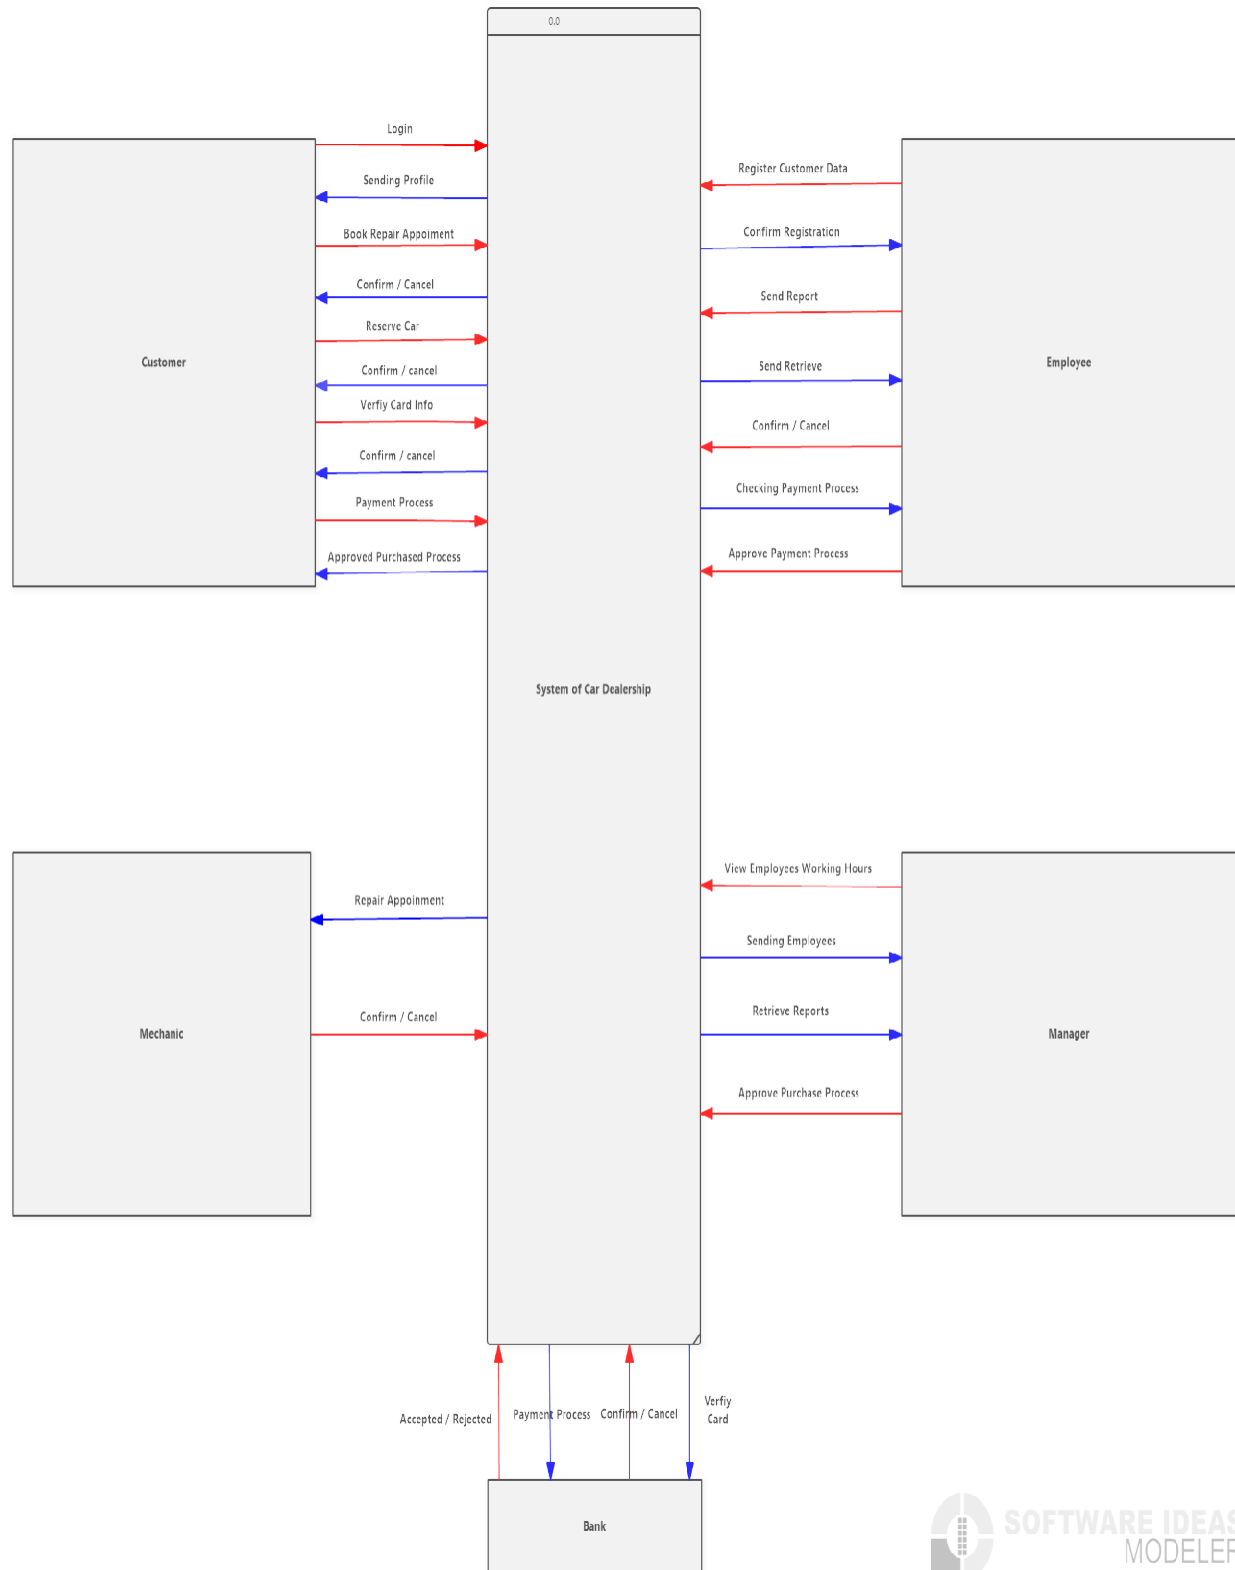 0.0
Login
Sending Profile
Book Repair Appoiment
Confirm / Cancel
Reserve Car
Confirm / cancel
Verfiy Card Info
Confirm / cancel
Payment Process
Approved Purchased Process
Customer
Register Customer Data
Confirm Registration
Send Report
Send Retrieve
Confirm / Cancel
Checking Payment Process
Approve Payment Process
Employee
System of Car Dealership
Repair Appoinment
Confirm / Cancel
Mechanic
View Employees Working Hours
Sending Employees
Retrieve Reports
Approve Purchase Process
Manager
Accepted / Rejected
Payment Process
Confirm / Cancel
Verfiy
Card
Bank
SOFTWARE IDEAS
MODELER